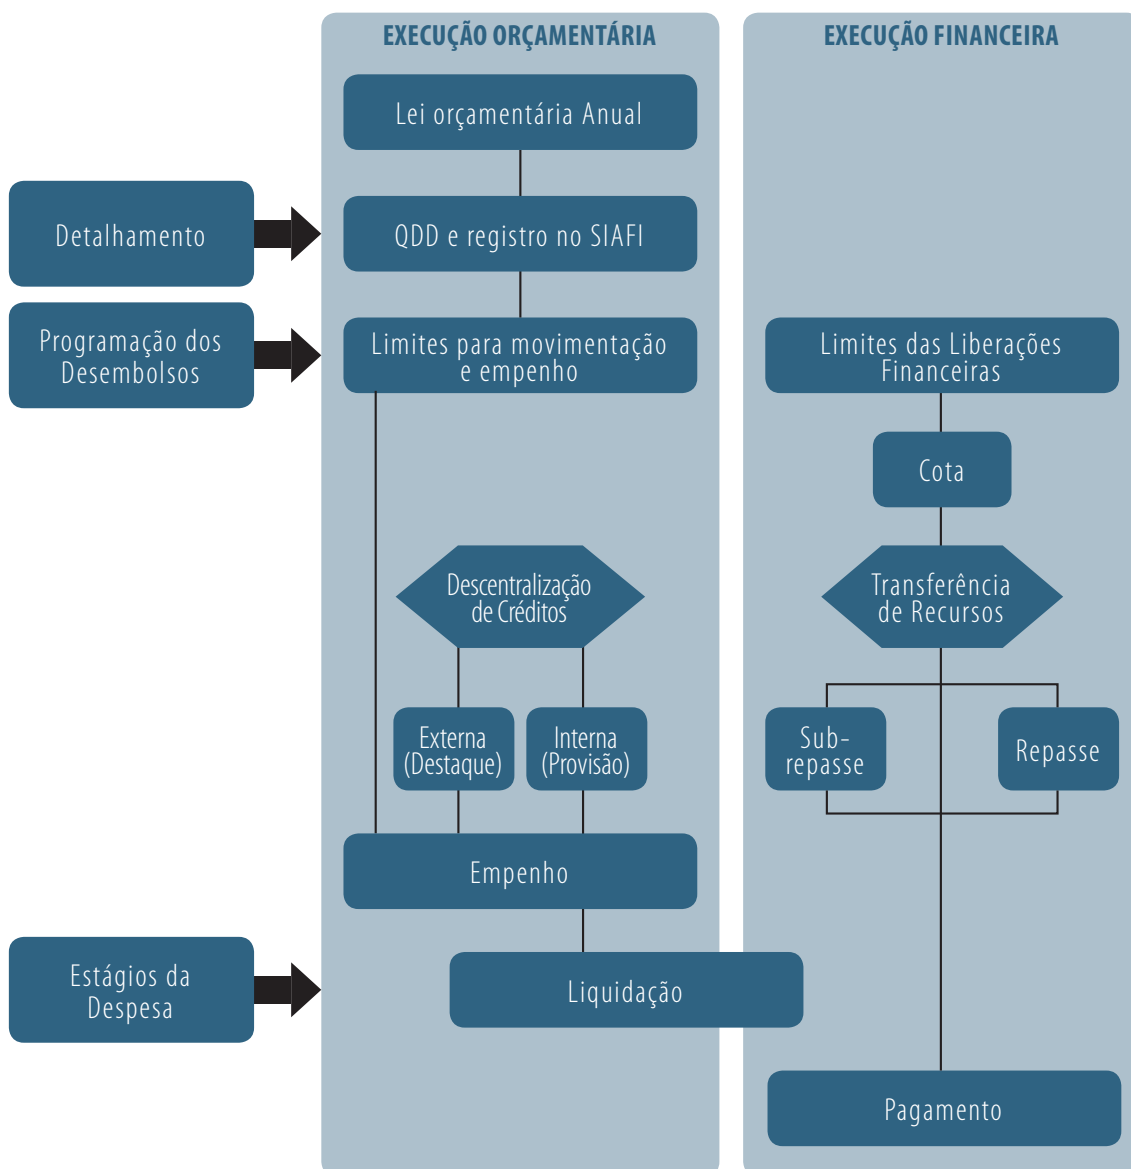 EXECUÇÃO ORÇAMENTÁRIA
EXECUÇÃO FINANCEIRA
Lei orçamentária Anual
Detalhamento
QDD e registro no SIAFI
Programação dos
Desembolsos
Limites para movimentação
e empenho
Limites das Liberações
Financeiras
Cota
Descentralização
de Créditos
Transferência
de Recursos
Externa
(Destaque)
Interna
(Provisão)
Sub-
repasse
Repasse
Empenho
Estágios da
Despesa
Liquidação
Pagamento